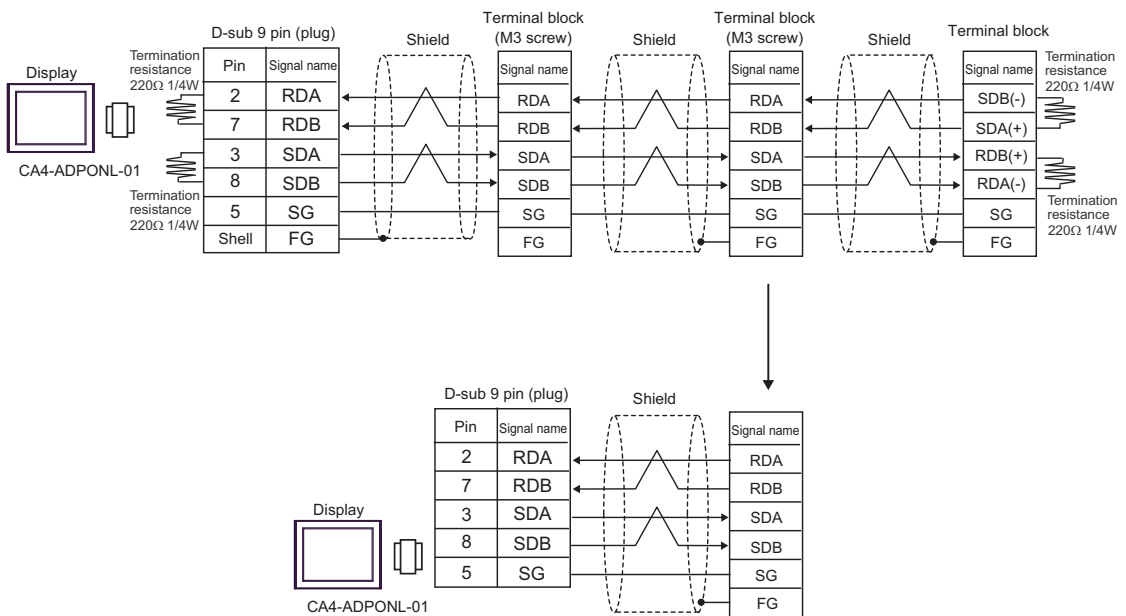 Display
CA4-ADPONL-01
Termination
resistance
220Ω 1/4W
Termination
resistance
220Ω 1/4W
D-sub 9 pin (plug)
Pin Signal name
2 RDA
7 RDB
3 SDA
8 SDB
5 SG
Shell FG
Shield
Terminal block
(M3 screw)
Signal name
RDA
RDB
SDA
SDB
SG
FG
Shield
Terminal block
(M3 screw)
Signal name
RDA
RDB
SDA
SDB
SG
FG
Shield
Terminal block
Signal name
SDB(-)
SDA(+)
RDB(+)
RDA(-)
SG
FG
Termination
resistance
220Ω 1/4W
Termination
resistance
220Ω 1/4W
Display
CA4-ADPONL-01
D-sub 9 pin (plug)
Pin Signal name
2 RDA
7 RDB
3 SDA
8 SDB
5 SG
Shield
Signal name
RDA
RDB
SDA
SDB
SG
FG